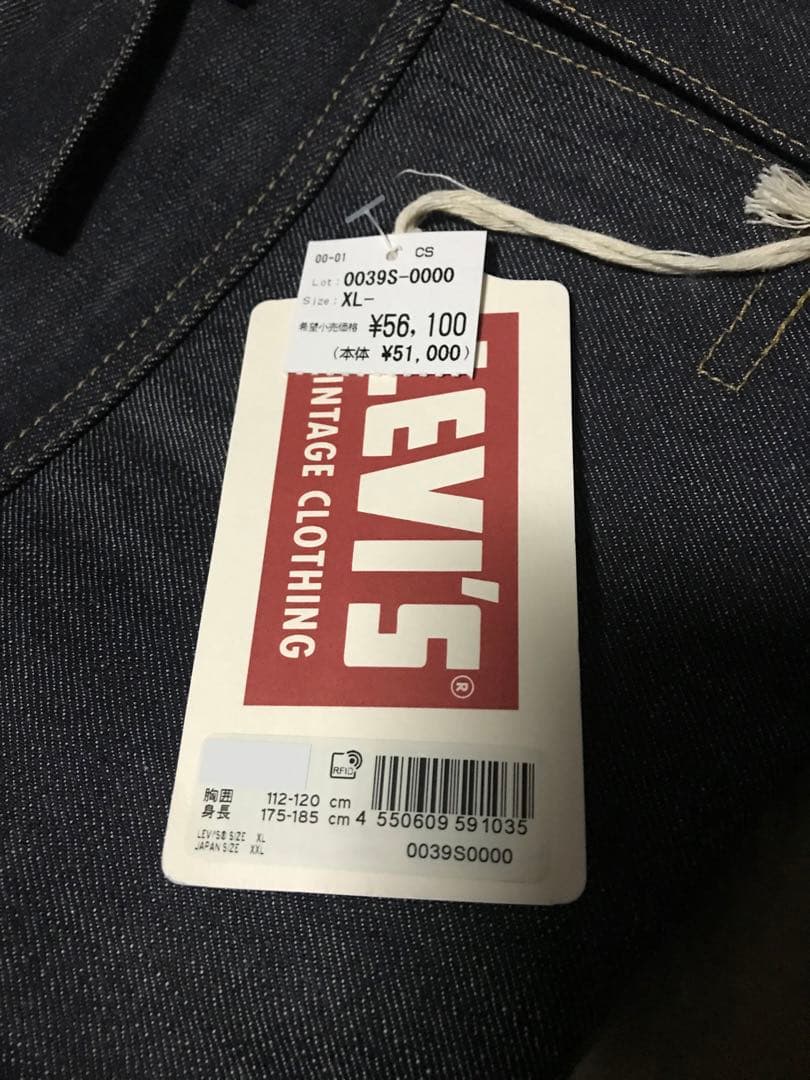 00-01 CS
Lot: 0039S-0000
Size: XL-
希望小売価格 ¥56,100
(本体 ¥51,000)
LEVI'S®
VINTAGE CLOTHING
RFID
胸囲 112-120 cm
身長 175-185 cm
LEVI'S® SIZE XL
JAPAN SIZE XXL
4 550609 591035
0039S0000